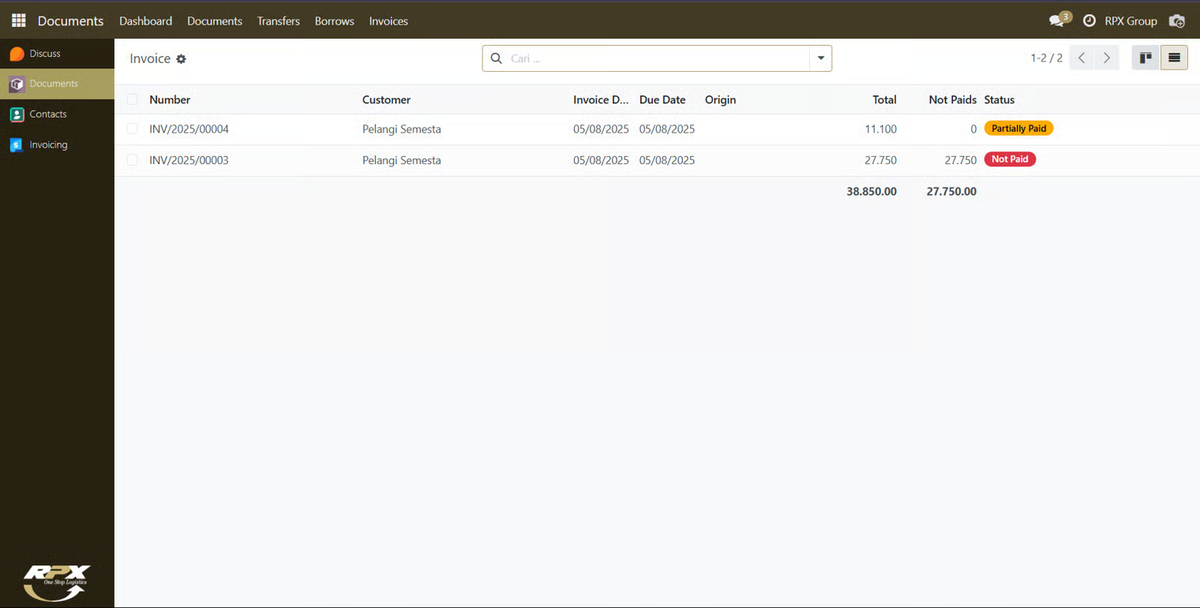 Documents Dashboard Documents Transfers Borrows Invoices 3 RPX Group
Discuss
Documents
Contacts
Invoicing
Invoice Cari ... 1-2 / 2
Number Customer Invoice D... Due Date Origin Total Not Paids Status
INV/2025/00004 Pelangi Semesta 05/08/2025 05/08/2025 11.100 0 Partially Paid
INV/2025/00003 Pelangi Semesta 05/08/2025 05/08/2025 27.750 27.750 Not Paid
38.850.00 27.750.00
RPX
One Stop Logistics